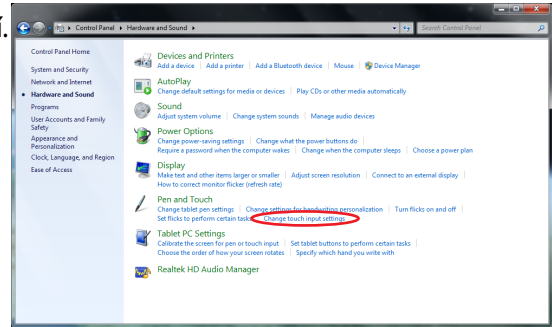 í.
Control Panel ▸ Hardware and Sound ▸
Search Control Panel
Control Panel Home
System and Security
Network and Internet
Hardware and Sound
Programs
User Accounts and Family
Safety
Appearance and
Personalization
Clock, Language, and Region
Ease of Access
Devices and Printers
Add a device | Add a printer | Add a Bluetooth device | Mouse | Device Manager
AutoPlay
Change default settings for media or devices | Play CDs or other media automatically
Sound
Adjust system volume | Change system sounds | Manage audio devices
Power Options
Change power-saving settings | Change what the power buttons do |
Require a password when the computer wakes | Change when the computer sleeps | Choose a power plan
Display
Make text and other items larger or smaller | Adjust screen resolution | Connect to an external display |
How to correct monitor flicker (refresh rate)
Pen and Touch
Change tablet pen settings | Change settings for handwriting personalization | Turn flicks on and off |
Set flicks to perform certain tasks | Change touch input settings
Tablet PC Settings
Calibrate the screen for pen or touch input | Set tablet buttons to perform certain tasks |
Choose the order of how your screen rotates | Specify which hand you write with
Realtek HD Audio Manager